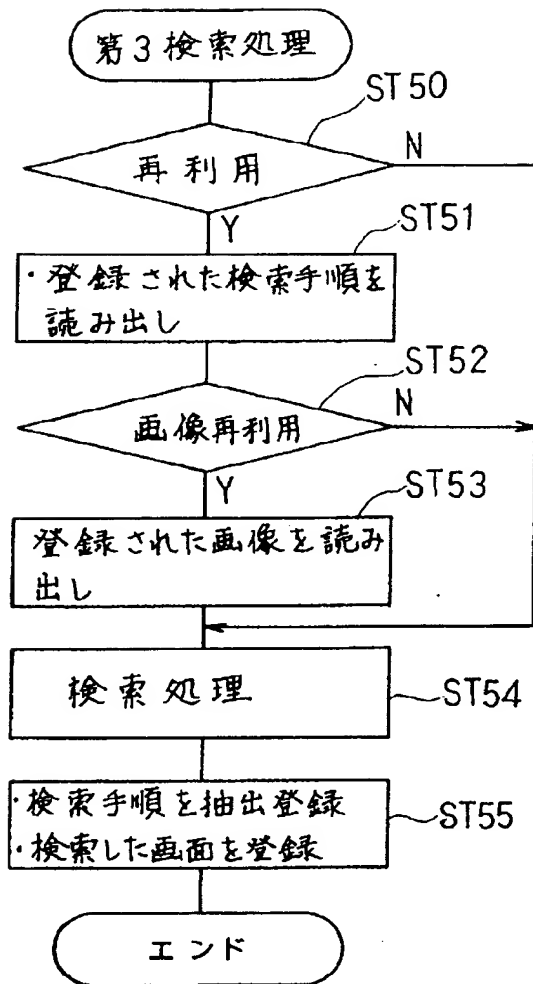 第3検索処理
ST50
再利用
N
Y
ST51
・登録された検索手順を
読み出し
ST52
画像再利用
N
Y
ST53
登録された画像を読み
出し
検索処理
ST54
・検索手順を抽出登録
・検索した画面を登録
ST55
エンド